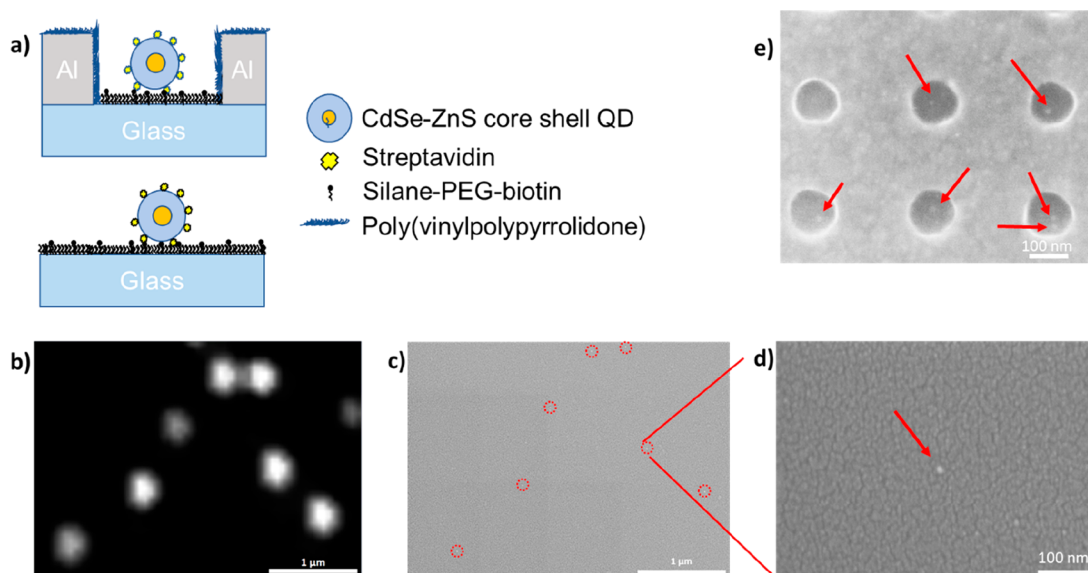 a)
Al
Al
Glass
Glass
CdSe-ZnS core shell QD
Streptavidin
Silane-PEG-biotin
Poly(vinylpolypyrrolidone)
e)
100 nm
b)
1 µm
c)
1 µm
d)
100 nm